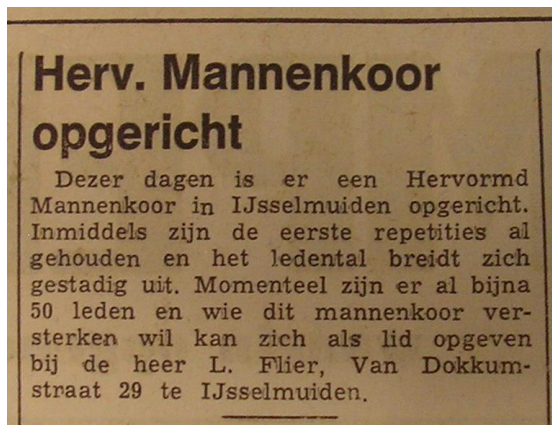 Herv. Mannenkoor
opgericht
Dezer dagen is er een Hervormd
Mannenkoor in IJsselmuiden opgericht.
Inmiddels zijn de eerste repetities al
gehouden en het ledental breidt zich
gestadig uit. Momenteel zijn er al bijna
50 leden en wie dit mannenkoor ver-
sterken wil kan zich als lid opgeven
bij de heer L. Flier, Van Dokkum-
straat 29 te IJsselmuiden.